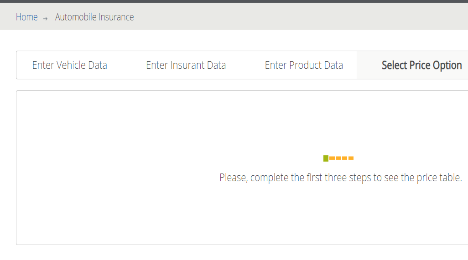 Home → Automobile Insurance
Enter Vehicle Data Enter Insurant Data Enter Product Data Select Price Option
Please, complete the first three steps to see the price table.